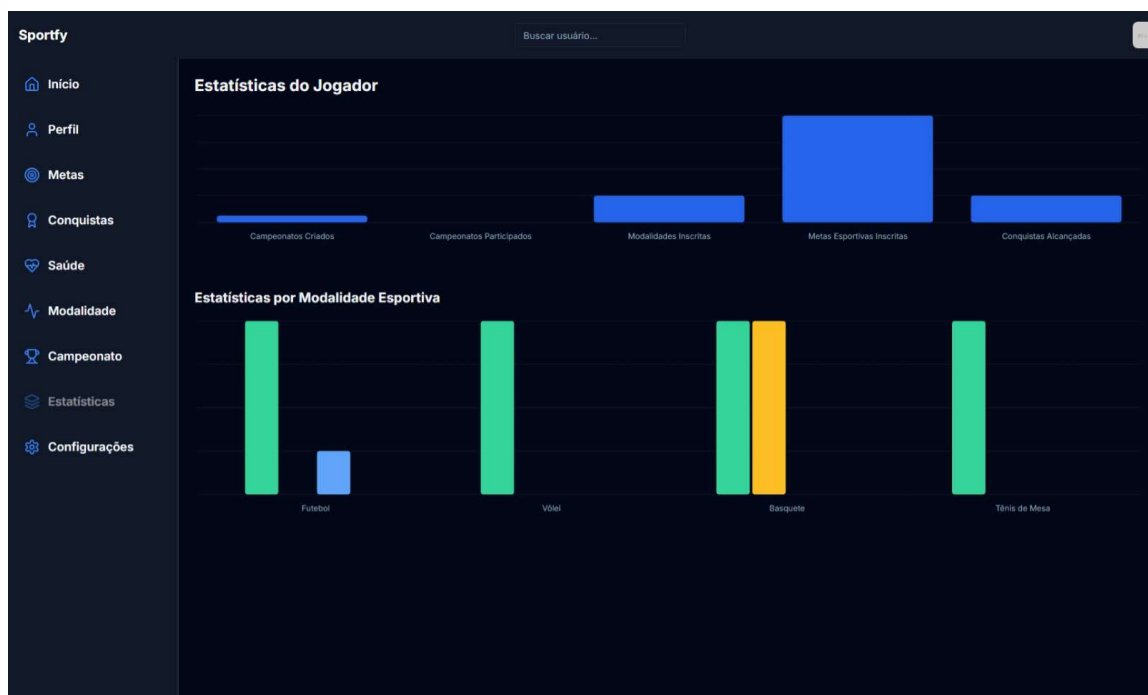 Sportfy
Buscar usuário...
Início
Perfil
Metas
Conquistas
Saúde
Modalidade
Campeonato
Estatísticas
Configurações
Estatísticas do Jogador
Campeonatos Criados
Campeonatos Participados
Modalidades Inscritas
Metas Esportivas Inscritas
Conquistas Alcançadas
Estatísticas por Modalidade Esportiva
Futebol
Vôlei
Basquete
Tênis de Mesa